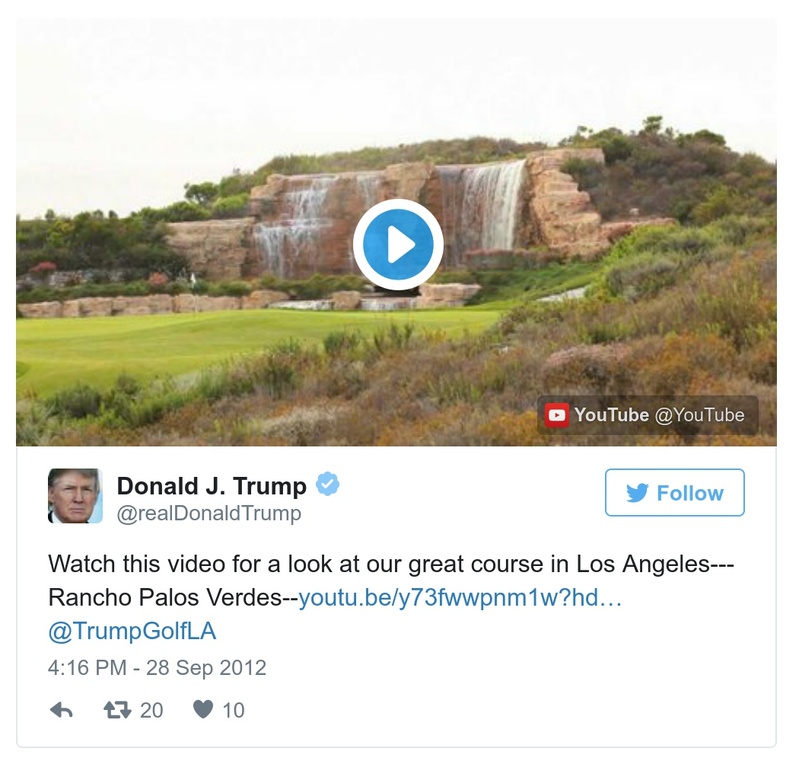 YouTube @YouTube
Donald J. Trump
Follow
@realDonaldTrump
Watch this video for a look at our great course in Los Angeles---
Rancho Palos Verdes--youtu.be/y73fwwpnm1w?hd…
@TrumpGolfLA
4:16 PM - 28 Sep 2012
20 10